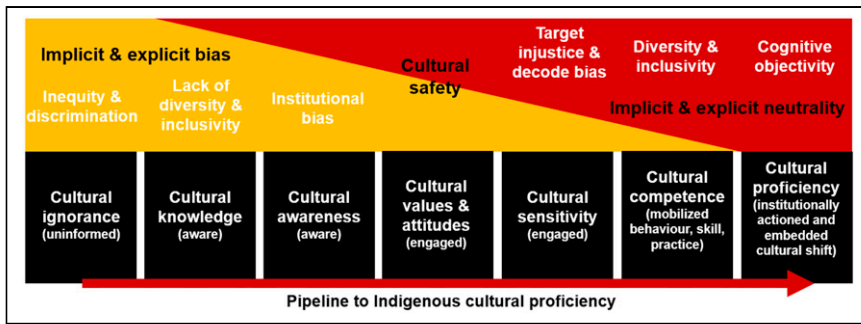 Implicit & explicit bias
Inequity &
discrimination
Lack of
diversity &
inclusivity
Institutional
bias
Cultural
safety
Target
injustice &
decode bias
Diversity &
inclusivity
Cognitive
objectivity
Implicit & explicit neutrality
Cultural
ignorance
(uninformed)
Cultural
knowledge
(aware)
Cultural
awareness
(aware)
Cultural
values &
attitudes
(engaged)
Cultural
sensitivity
(engaged)
Cultural
competence
(mobilized
behaviour, skill,
practice)
Cultural
proficiency
(institutionally
actioned and
embedded
cultural shift)
Pipeline to Indigenous cultural proficiency